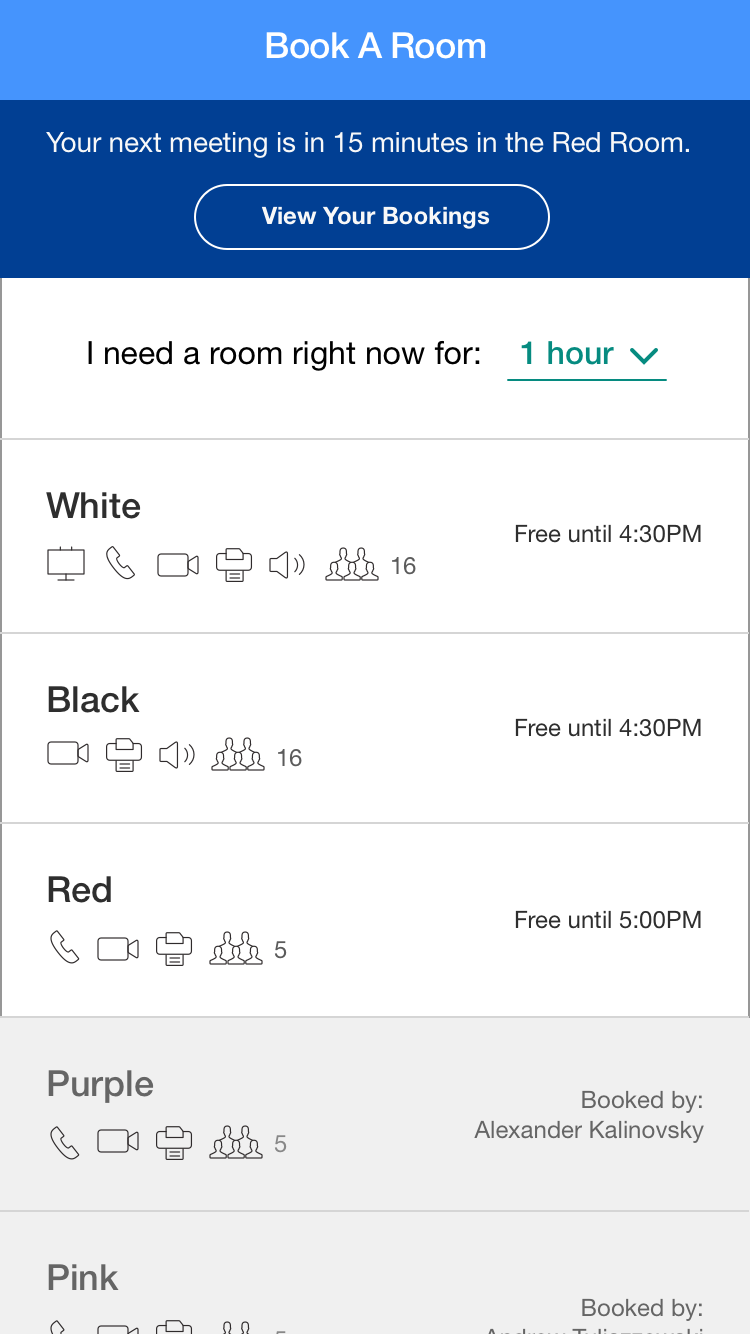 Book A Room
Your next meeting is in 15 minutes in the Red Room.
View Your Bookings
I need a room right now for: 1 hour
White
Free until 4:30PM
16
Black
Free until 4:30PM
16
Red
Free until 5:00PM
5
Purple
Booked by:
Alexander Kalinovsky
5
Pink
Booked by:
Andrew